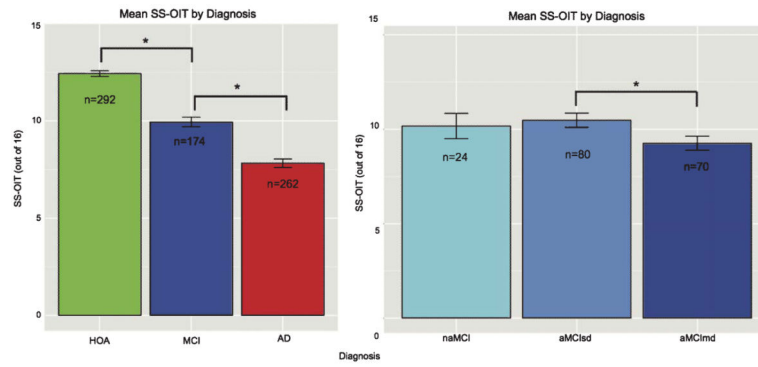 Mean SS-OIT by Diagnosis
15
10
5
0
SS-OIT (out of 16)
*
*
n=292
n=174
n=262
HOA
MCI
AD
Mean SS-OIT by Diagnosis
15
10
5
0
SS-OIT (out of 16)
*
n=24
n=80
n=70
naMCI
aMCIsd
aMCImd
Diagnosis